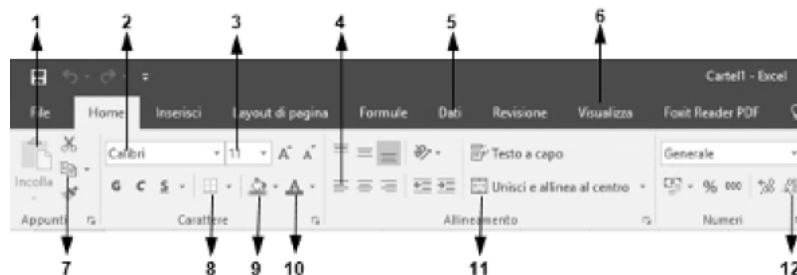 1 2 3 4 5 6
Cartel1 - Excel
File Home Inserisci Layout di pagina Formule Dati Revisione Visualizza Foxit Reader PDF
Calibri 11 A A Testo a capo Generale
Incolla G C S A Unisci e allinea al centro % 000
Appunti Carattere Allineamento Numeri
7 8 9 10 11 12